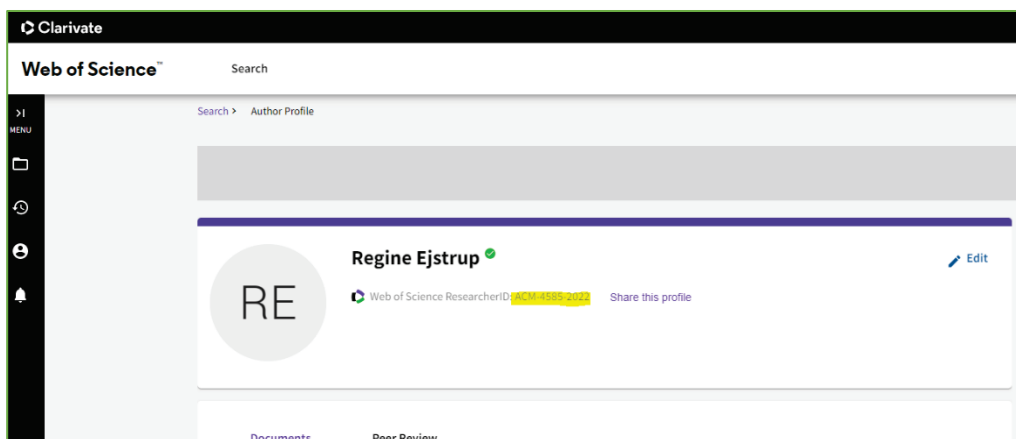 Clarivate
Web of Science™ Search
MENU
Search > Author Profile
RE
Regine Ejstrup
Edit
Web of Science ResearcherID: ACM-4585-2022 Share this profile
Documents Peer Review